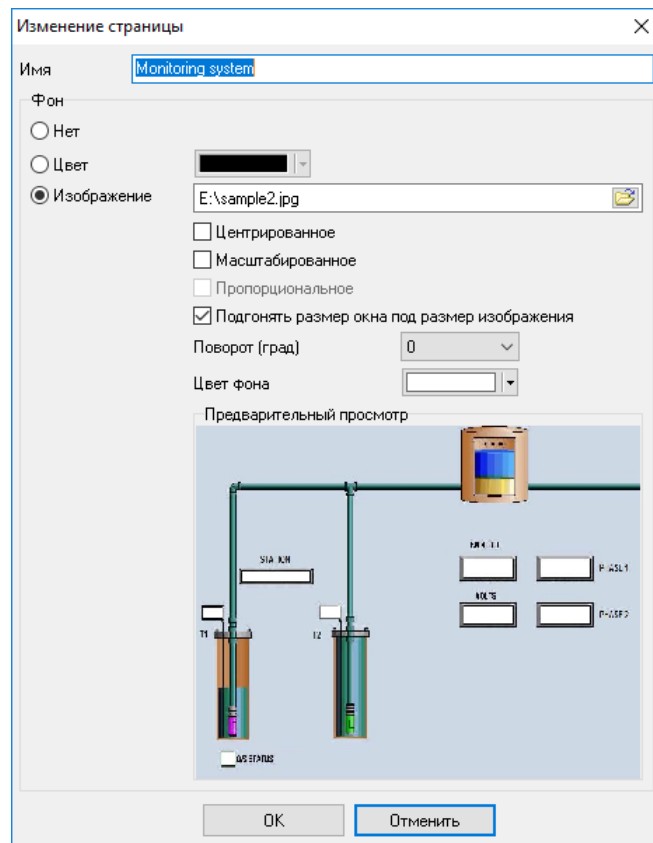 Изменение страницы
Имя Monitoring system
Фон
Нет
Цвет
Изображение E:\sample2.jpg
Центрированное
Масштабированное
Пропорциональное
Подгонять размер окна под размер изображения
Поворот (град) 0
Цвет фона
Предварительный просмотр
VOLTS
T1
T2
STATUS
OK Отменить